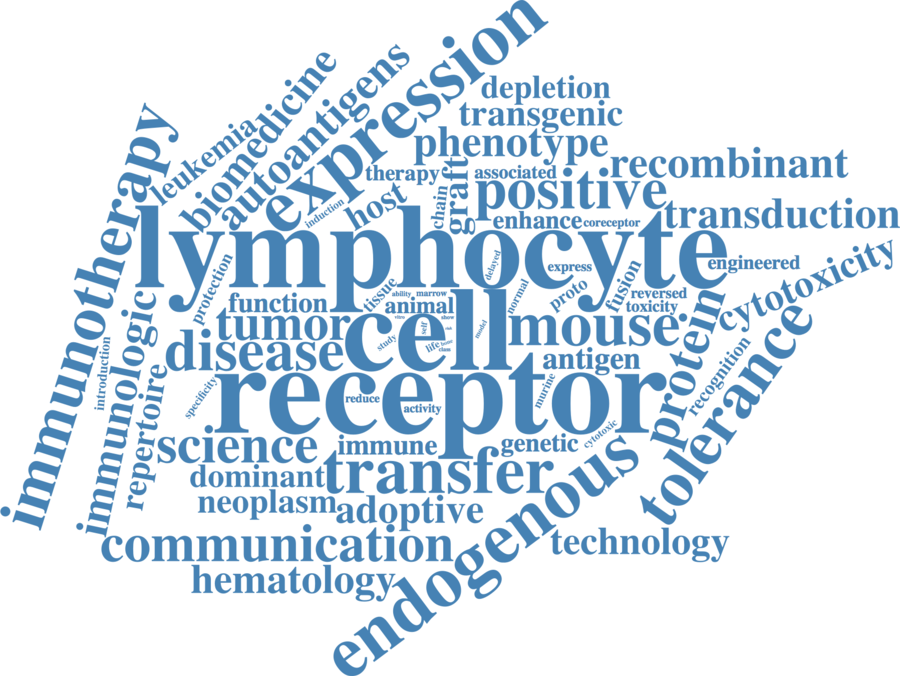 expression
depletion
transgenic
phenotype
autoantigens
biomedicine
leukemia
immunotherapy
therapy
associated
recombinant
graft
chain
host
induction
positive
enhance
coreceptor
transduction
lymphocyte
engineered
cytotoxicity
delayed
express
fusion
proto
normal
reversed
toxicity
protection
tissue
ability
marrow
function
animal
show
self
tumor
cell
mouse
model
study
life
disease
antigen
protein
recognition
tolerance
introduction
immunologic
repertoire
specificity
receptor
reduce
activity
murine
cytotoxic
science
immune
genetic
dominant
transfer
neoplasm
adoptive
endogenous
communication
technology
hematology